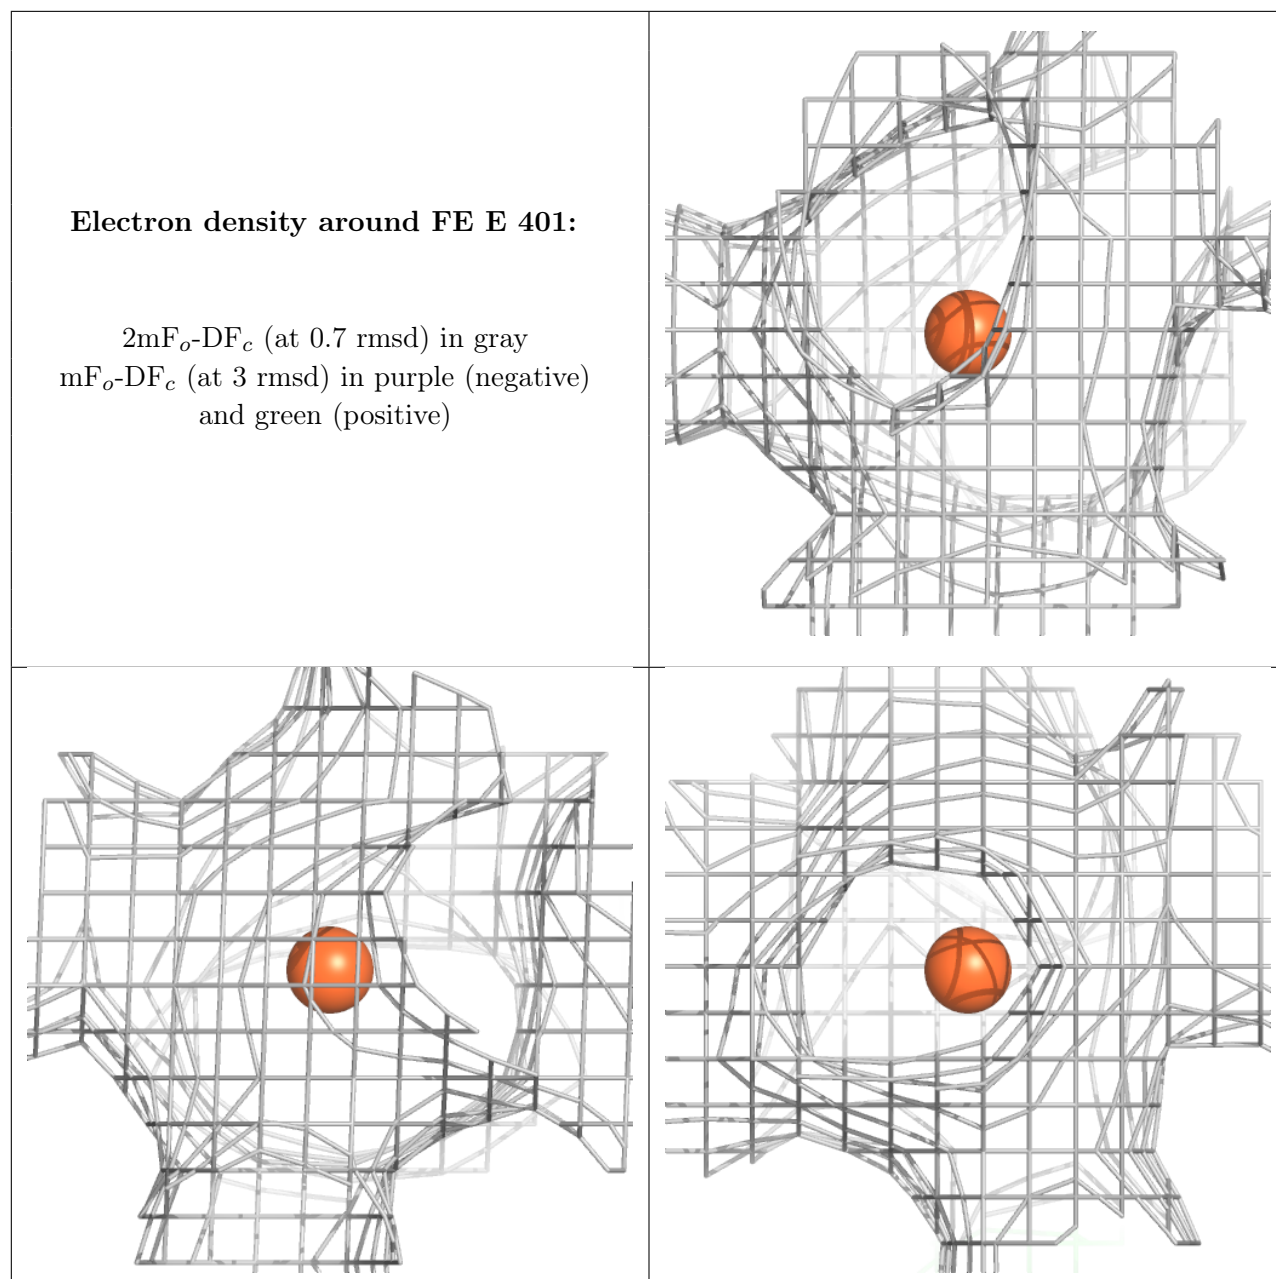 Electron density around FE E 401:
2mFo-DFc (at 0.7 rmsd) in gray
mFo-DFc (at 3 rmsd) in purple (negative)
and green (positive)